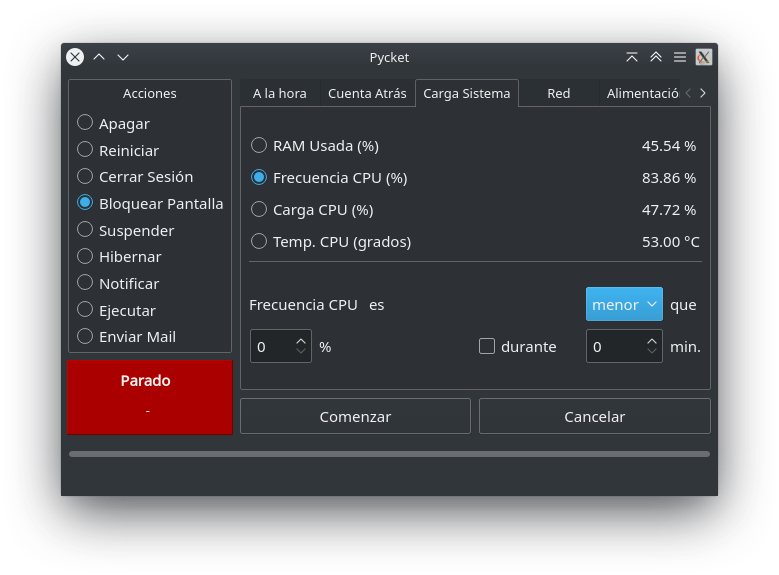 Pycket
Acciones
Apagar
Reiniciar
Cerrar Sesión
Bloquear Pantalla
Suspender
Hibernar
Notificar
Ejecutar
Enviar Mail
Parado
-
A la hora Cuenta Atrás Carga Sistema Red Alimentació
RAM Usada (%) 45.54 %
Frecuencia CPU (%) 83.86 %
Carga CPU (%) 47.72 %
Temp. CPU (grados) 53.00 °C
Frecuencia CPU es menor que
0 % durante 0 min.
Comenzar Cancelar